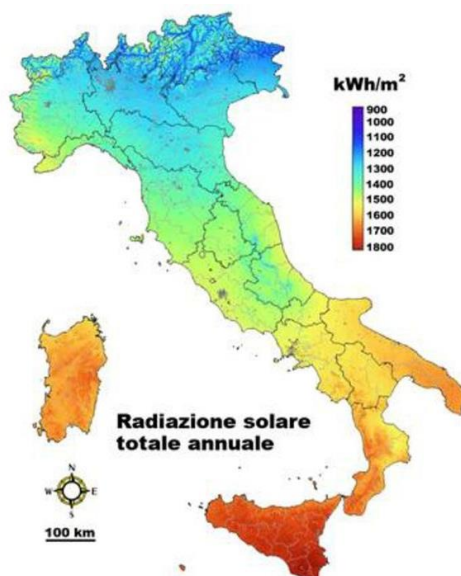 kWh/m²
900
1000
1100
1200
1300
1400
1500
1600
1700
1800
Radiazione solare
totale annuale
N
W E
S
100 km